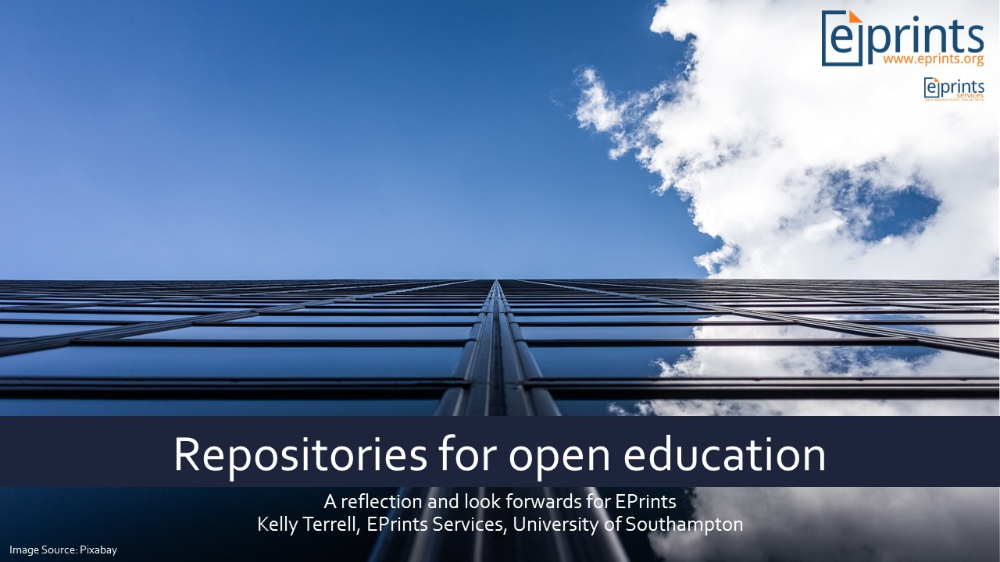 eprints
www.eprints.org
eprints
services
Repositories for open education
A reflection and look forwards for EPrints
Kelly Terrell, EPrints Services, University of Southampton
Image Source: Pixabay